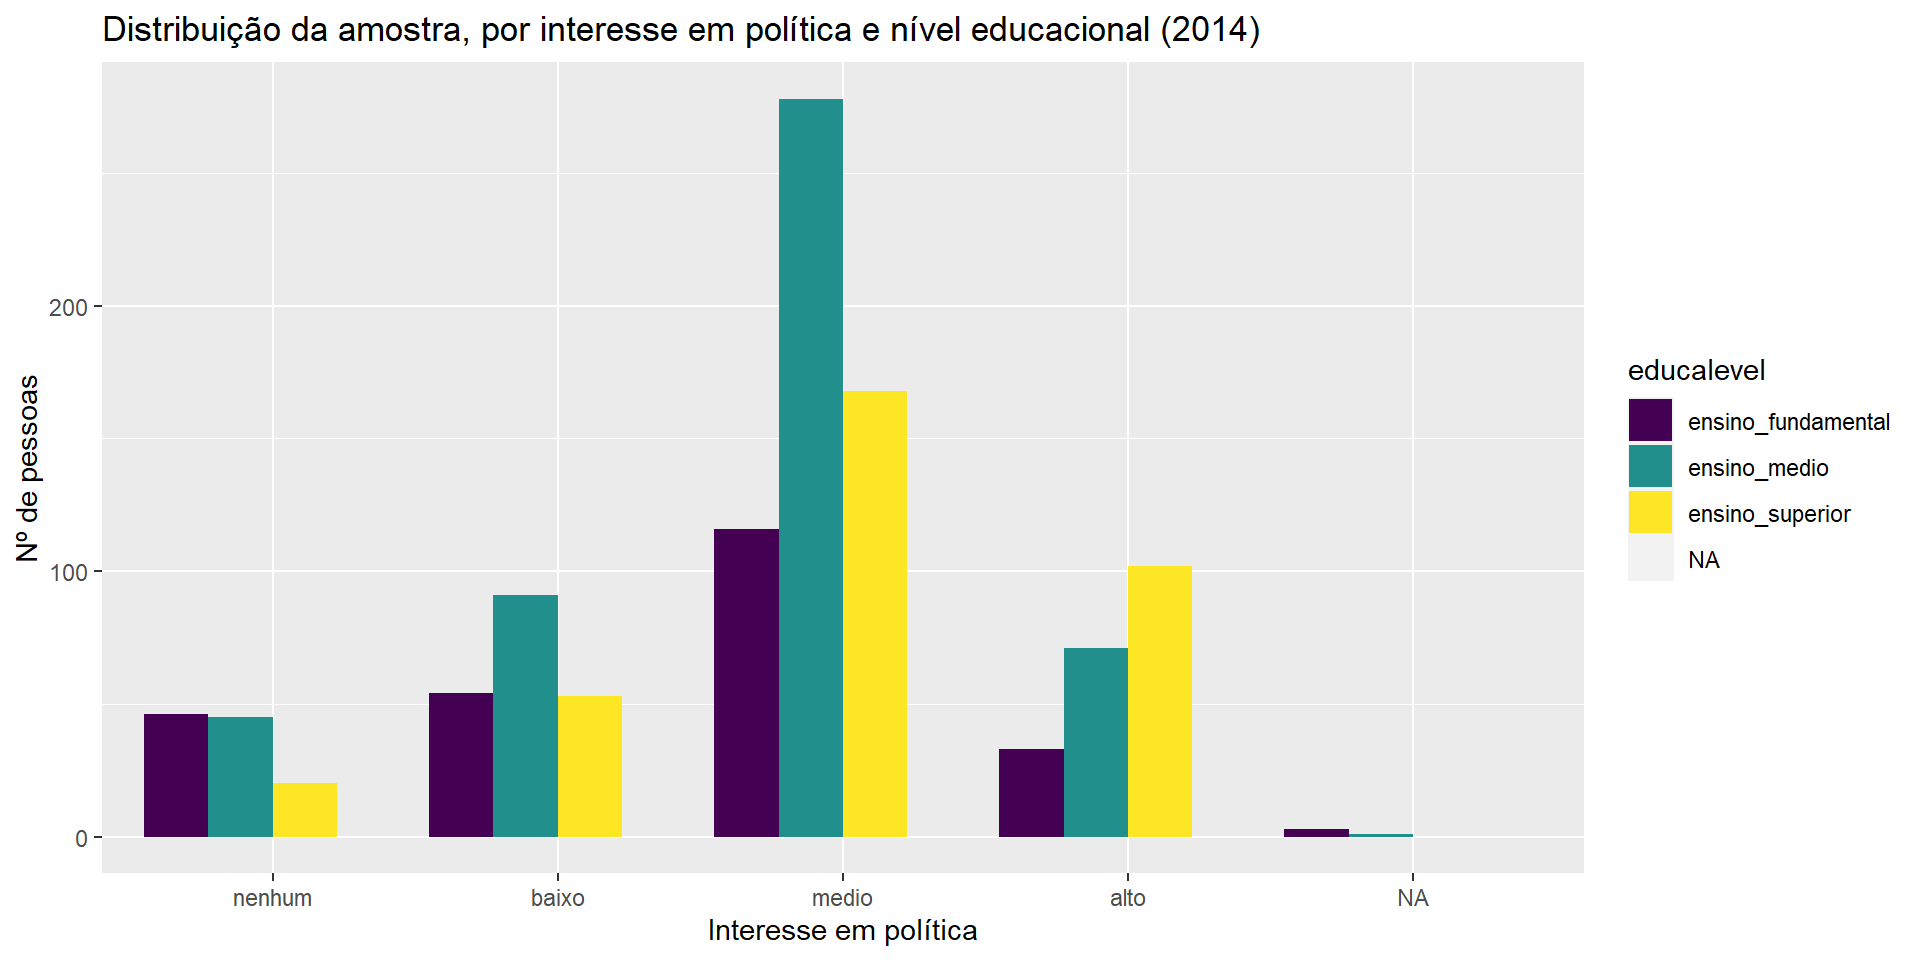 Distribuição da amostra, por interesse em política e nível educacional (2014)
Nº de pessoas
200
100
0
nenhum
baixo
medio
alto
NA
Interesse em política
educalevel
ensino_fundamental
ensino_medio
ensino_superior
NA